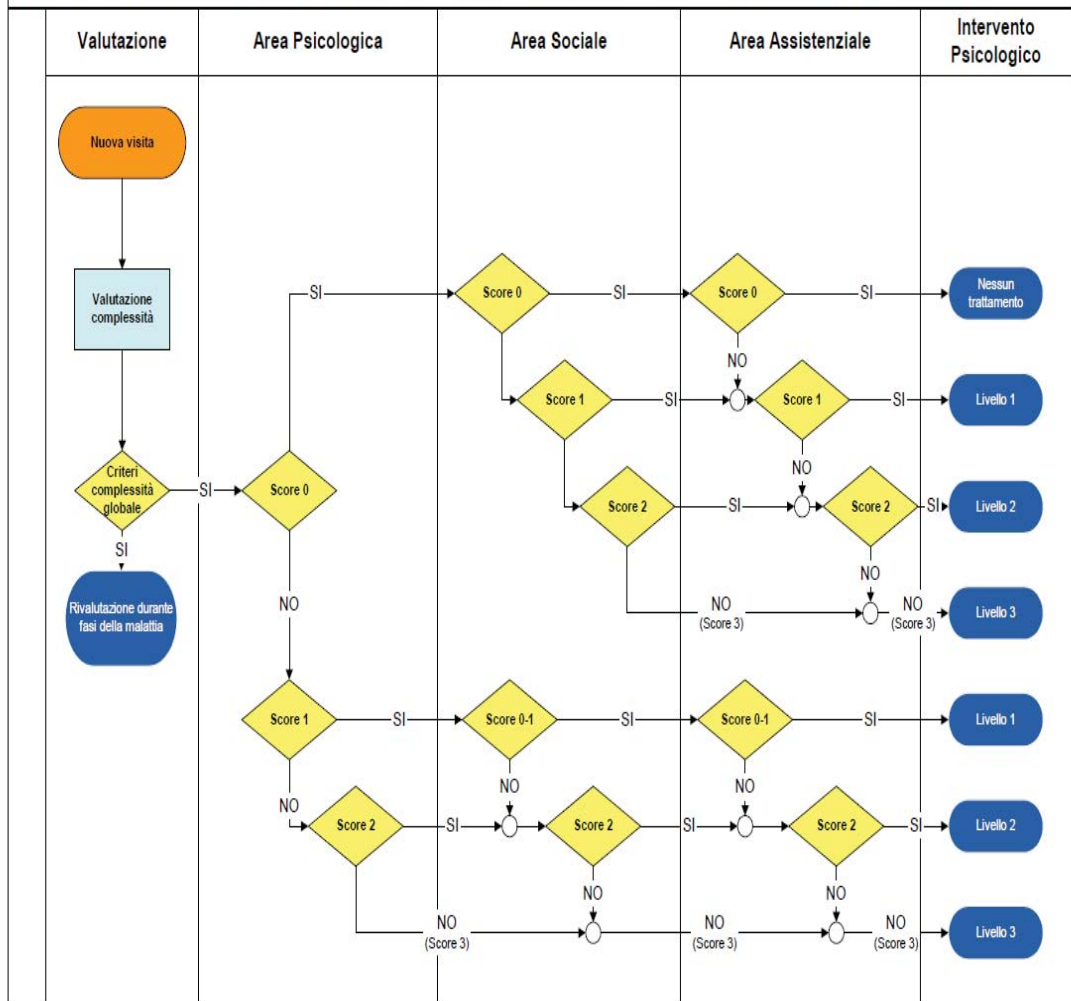 Valutazione
Area Psicologica
Area Sociale
Area Assistenziale
Intervento
Psicologico
Nuova visita
Valutazione
complessità
Criteri
complessità
globale
SI
SI
Rivalutazione durante
fasi della malattia
Score 0
SI
Score 0
SI
Score 0
SI
Nessun
trattamento
NO
Score 1
SI
Score 1
SI
Livello 1
NO
Score 2
SI
Score 2
SI
Livello 2
NO
NO
(Score 3)
NO
(Score 3)
Livello 3
NO
Score 1
SI
Score 0-1
SI
Score 0-1
SI
Livello 1
NO
NO
NO
Score 2
SI
Score 2
SI
Score 2
SI
Livello 2
NO
NO
NO
(Score 3)
NO
(Score 3)
NO
(Score 3)
Livello 3